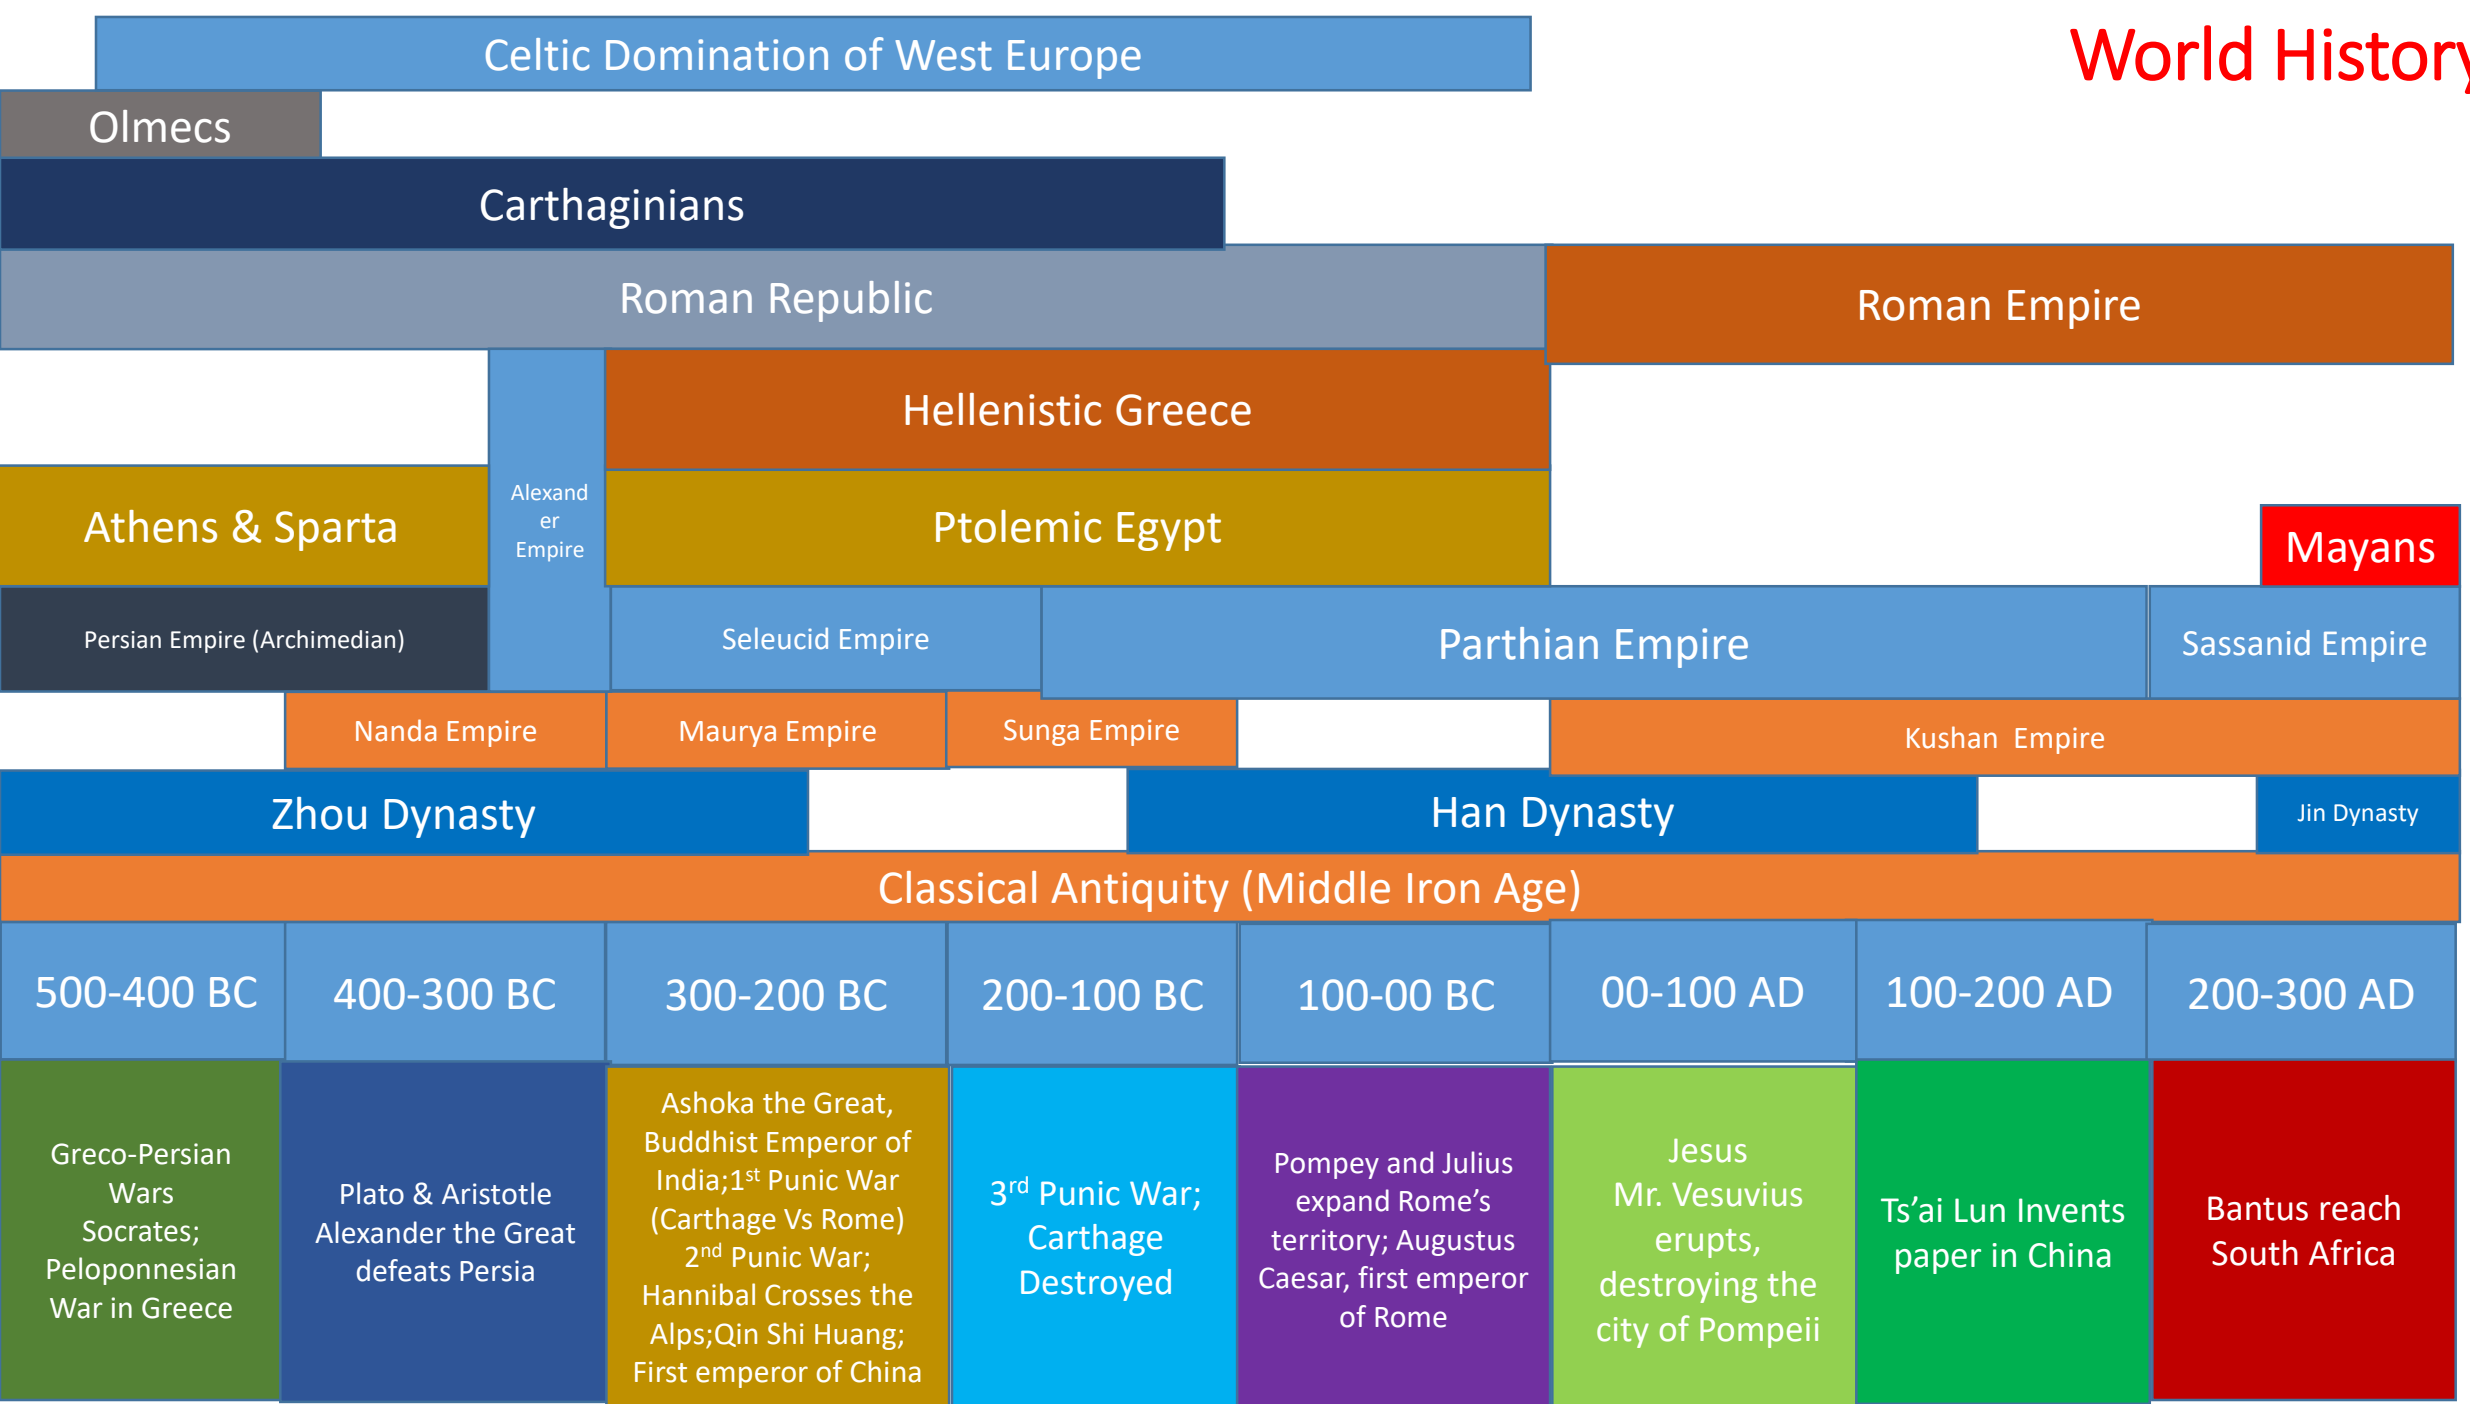 Celtic Domination of West Europe
World History
Olmecs
Carthaginians
Roman Republic
Roman Empire
Hellenistic Greece
Alexand
er
Empire
Athens & Sparta
Ptolemic Egypt
Mayans
Persian Empire (Archimedian)
Seleucid Empire
Parthian Empire
Sassanid Empire
Nanda Empire
Maurya Empire
Sunga Empire
Kushan Empire
Zhou Dynasty
Han Dynasty
Jin Dynasty
Classical Antiquity (Middle Iron Age)
500-400 BC
400-300 BC
300-200 BC
200-100 BC
100-00 BC
00-100 AD
100-200 AD
200-300 AD
Greco-Persian
Wars
Socrates;
Peloponnesian
War in Greece
Plato & Aristotle
Alexander the Great
defeats Persia
Ashoka the Great,
Buddhist Emperor of
India;1st Punic War
(Carthage Vs Rome)
2nd Punic War;
Hannibal Crosses the
Alps;Qin Shi Huang;
First emperor of China
3rd Punic War;
Carthage
Destroyed
Pompey and Julius
expand Rome’s
territory; Augustus
Caesar, first emperor
of Rome
Jesus
Mr. Vesuvius
erupts,
destroying the
city of Pompeii
Ts’ai Lun Invents
paper in China
Bantus reach
South Africa